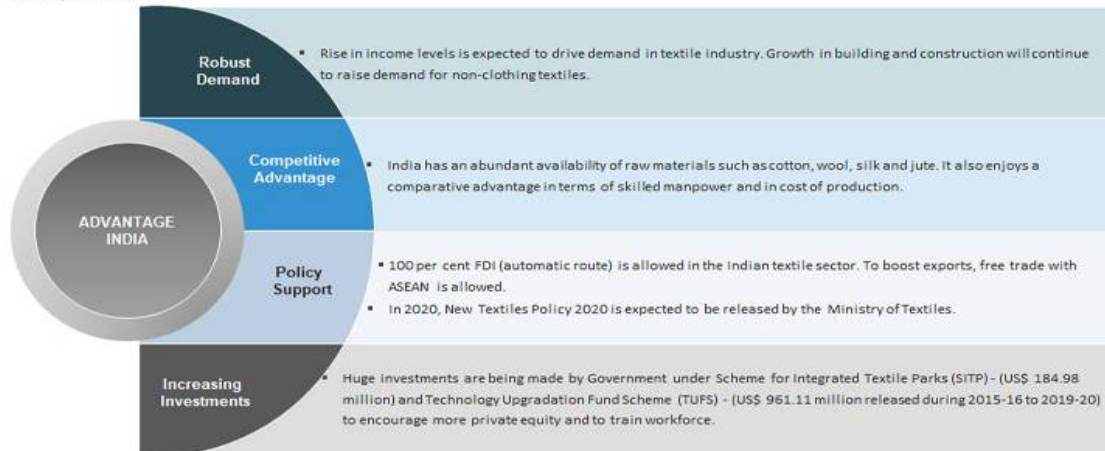 Robust
Demand
▪ Rise in income levels is expected to drive demand in textile industry. Growth in building and construction will continue
to raise demand for non-clothing textiles.
ADVANTAGE
INDIA
Competitive
Advantage
▪ India has an abundant availability of raw materials such as cotton, wool, silk and jute. It also enjoys a
comparative advantage in terms of skilled manpower and in cost of production.
Policy
Support
▪ 100 per cent FDI (automatic route) is allowed in the Indian textile sector. To boost exports, free trade with
ASEAN is allowed.
▪ In 2020, New Textiles Policy 2020 is expected to be released by the Ministry of Textiles.
Increasing
Investments
▪ Huge investments are being made by Government under Scheme for Integrated Textile Parks (SITP) - (US$ 184.98
million) and Technology Upgradation Fund Scheme (TUFS) - (US$ 961.11 million released during 2015-16 to 2019-20)
to encourage more private equity and to train workforce.